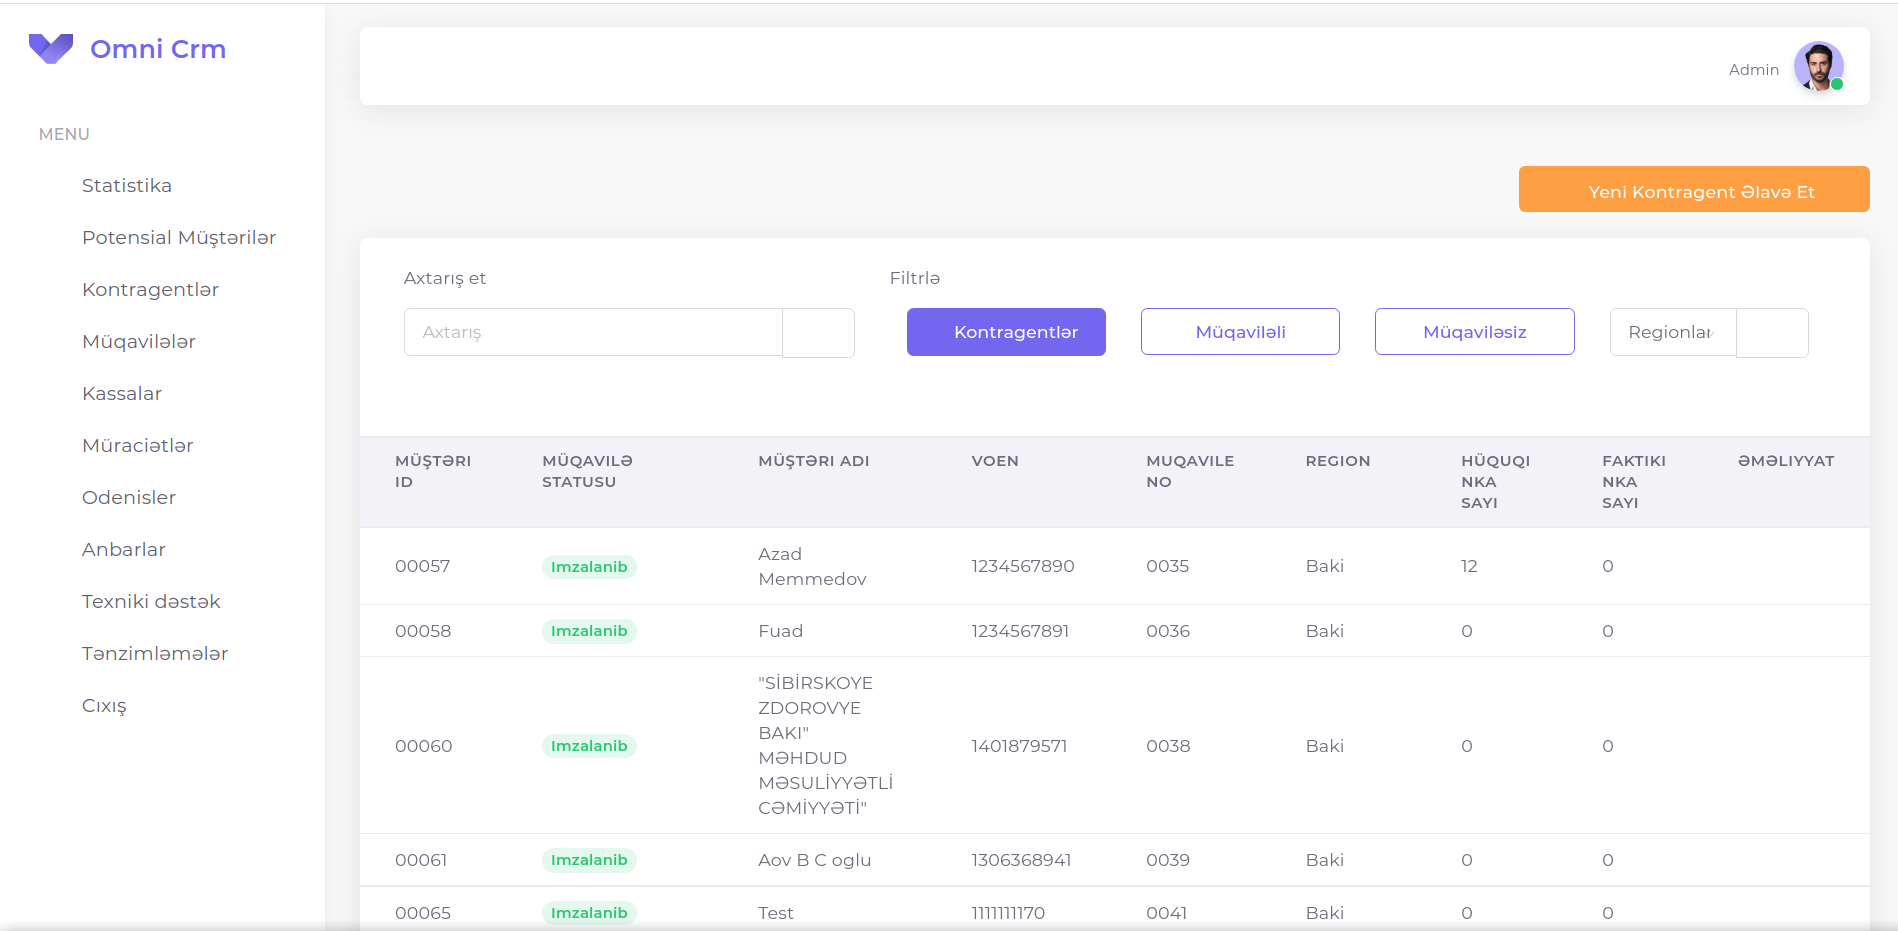 Omni Crm
Admin
MENU
Statistika
Potensial Müştərilər
Kontragentlər
Müqavilələr
Kassalar
Müraciətlər
Odenisler
Anbarlar
Texniki dəstək
Tənzimləmələr
Cıxış
Yeni Kontragent Əlavə Et
Axtarış et
Filtrlə
Axtarış
Kontragentlər
Müqaviləli
Müqaviləsiz
Regionlar
MÜŞTƏRI ID
MÜQAVILƏ STATUSU
MÜŞTƏRI ADI
VOEN
MUQAVILE NO
REGION
HÜQUQI NKA SAYI
FAKTIKI NKA SAYI
ƏMƏLIYYAT
00057 Imzalanib Azad Memmedov 1234567890 0035 Baki 12 0
00058 Imzalanib Fuad 1234567891 0036 Baki 0 0
00060 Imzalanib "SİBİRSKOYE ZDOROVYE BAKI" MƏHDUD MƏSULİYYƏTLİ CƏMİYYƏTİ" 1401879571 0038 Baki 0 0
00061 Imzalanib Aov B C oglu 1306368941 0039 Baki 0 0
00065 Imzalanib Test 1111111170 0041 Baki 0 0